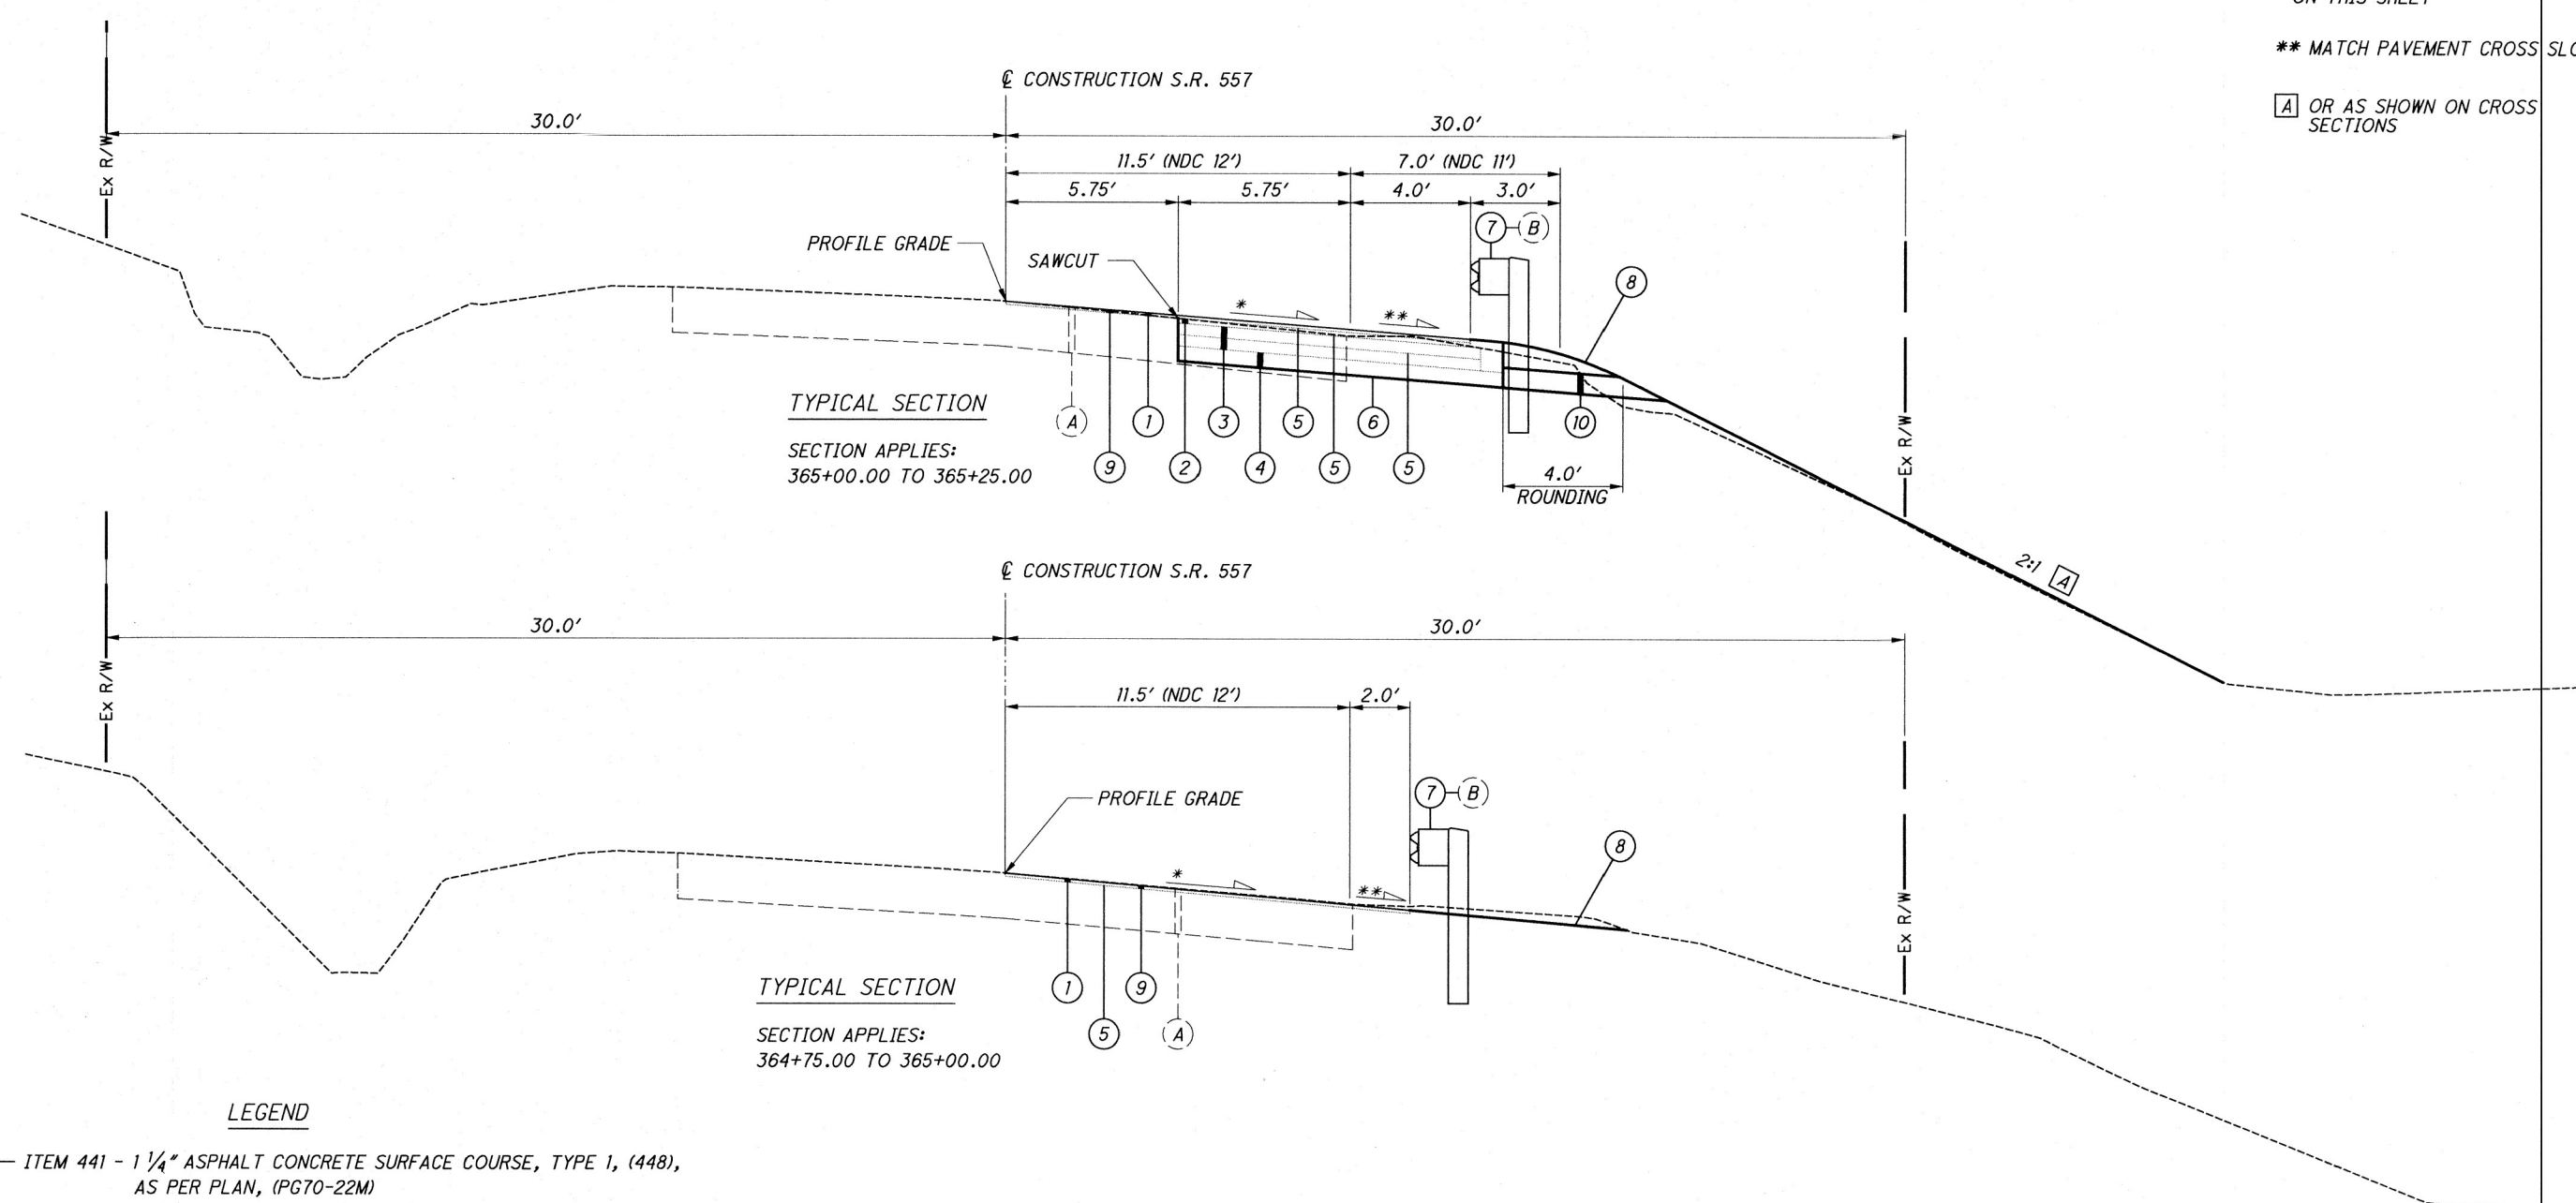 ON THIS SHEET
** MATCH PAVEMENT CROSS
A OR AS SHOWN ON CROSS
SECTIONS
℄ CONSTRUCTION S.R. 557
30.0' 30.0'
Ex R/W
11.5' (NDC 12') 7.0' (NDC 11')
5.75' 5.75' 4.0' 3.0'
7 B
PROFILE GRADE
SAWCUT
8
* **
Ex R/W
TYPICAL SECTION
A 1 3 5 6 10
SECTION APPLIES:
365+00.00 TO 365+25.00
9 2 4 5 5
4.0'
ROUNDING
2:1 A
℄ CONSTRUCTION S.R. 557
30.0' 30.0'
Ex R/W
11.5' (NDC 12') 2.0'
PROFILE GRADE
7 B
8
* **
Ex R/W
TYPICAL SECTION
1 9
SECTION APPLIES:
364+75.00 TO 365+00.00
5 A
LEGEND
ITEM 441 - 1 1/4" ASPHALT CONCRETE SURFACE COURSE, TYPE 1, (448),
AS PER PLAN, (PG70-22M)